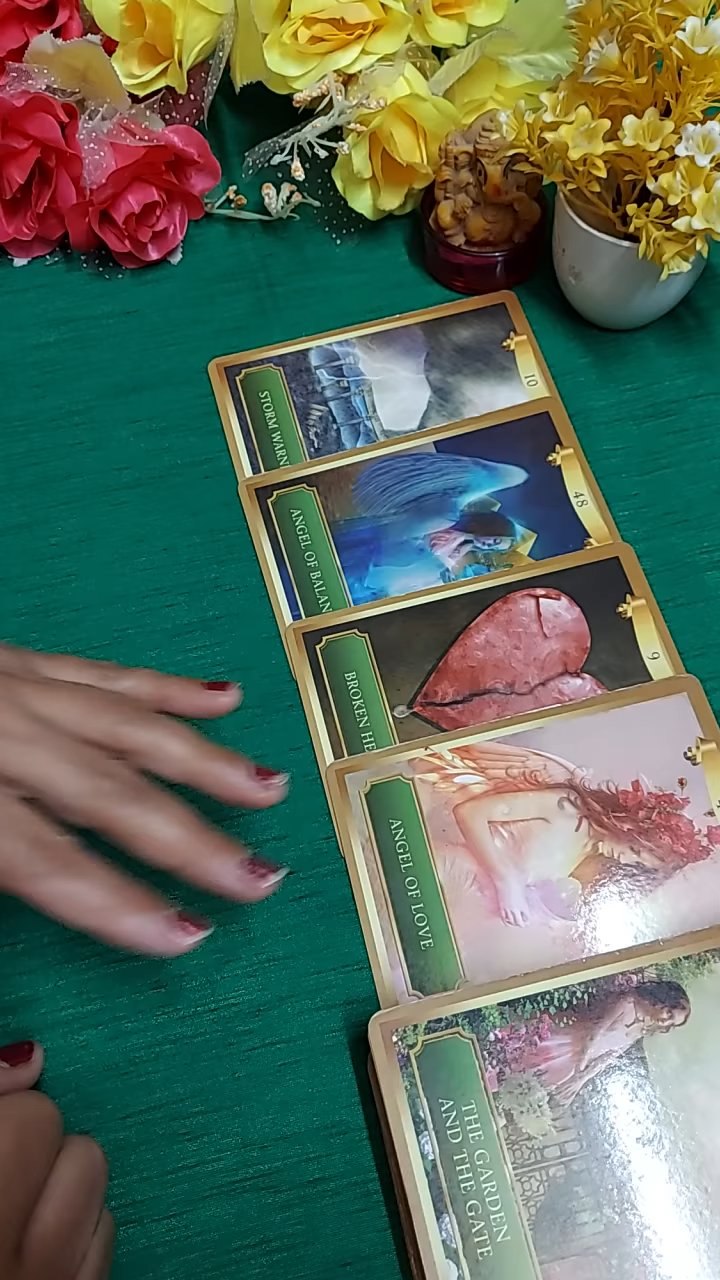 10
STORM WARN
48
ANGEL OF BALAN
9
BROKEN HE
ANGEL OF LOVE
THE GARDEN
AND THE GATE